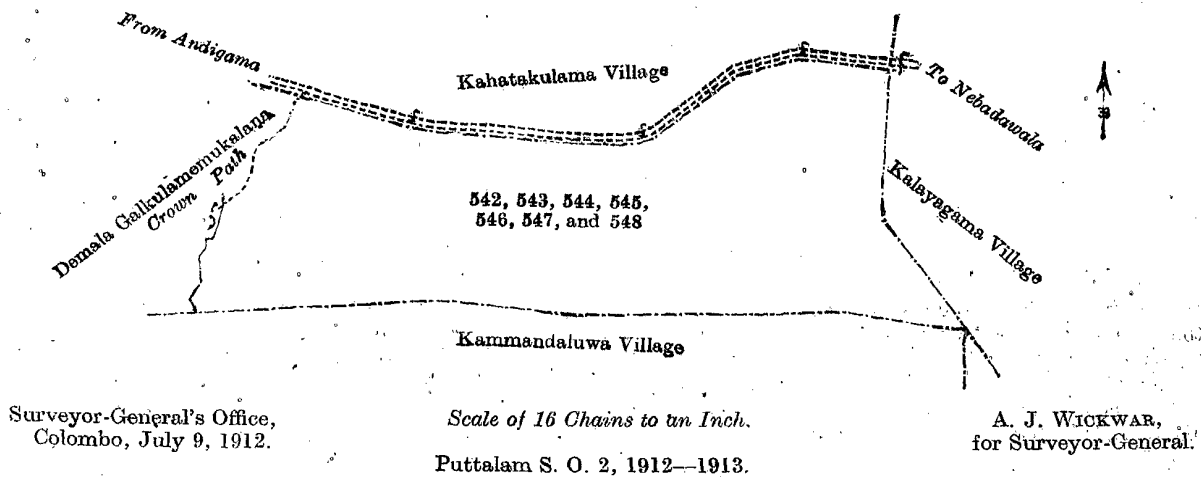 From Andigama
Kahatakulama Village
To Nebadawala
Demala Galkulamemukalana
Crown Path
542, 543, 544, 545,
546, 547, and 548
Kalayagama Village
Kammandaluwa Village
Surveyor-General's Office,
Colombo, July 9, 1912.
Scale of 16 Chains to an Inch.
Puttalam S. O. 2, 1912—1913.
A. J. WICKWAR,
for Surveyor-General.